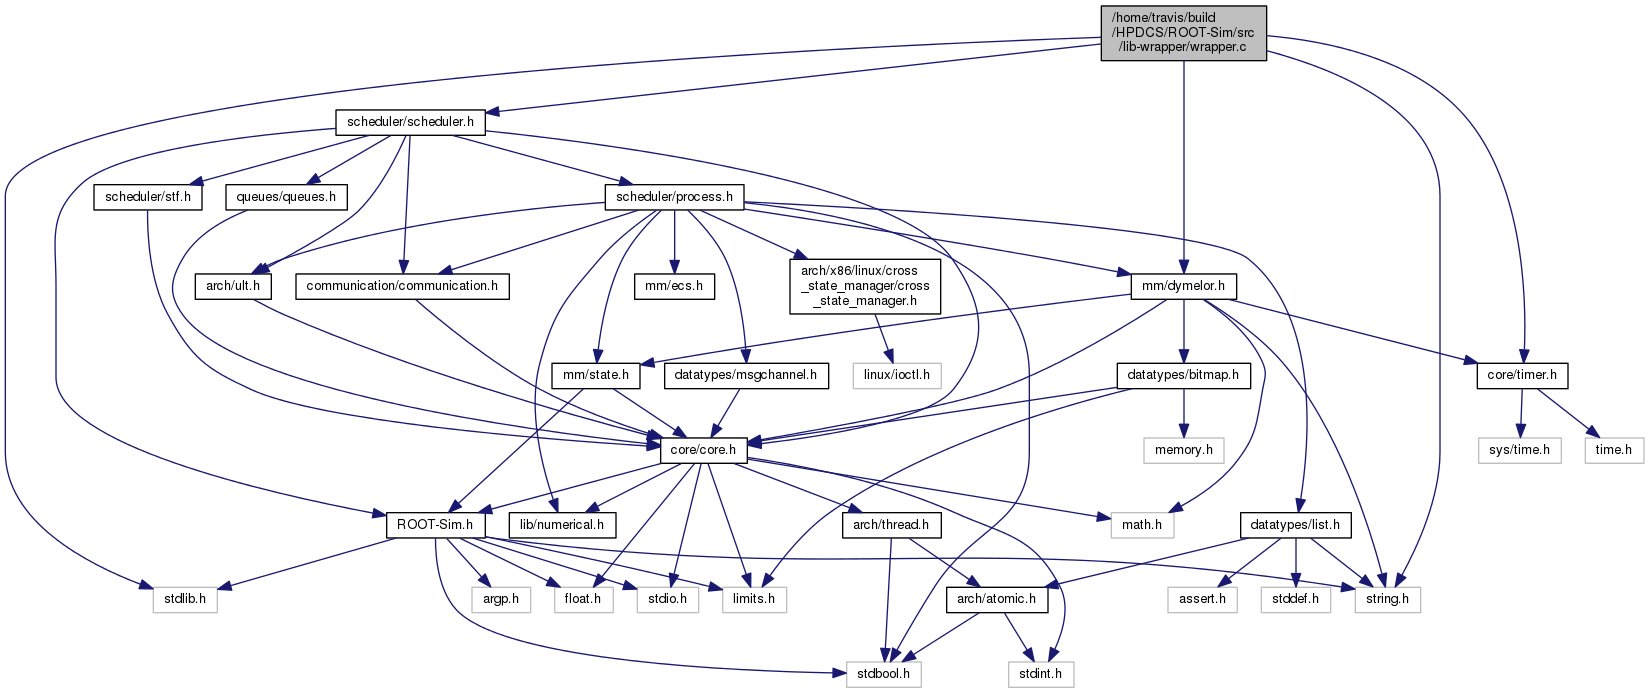 /home/travis/build
/HPDCS/ROOT-Sim/src
/lib-wrapper/wrapper.c
scheduler/scheduler.h
scheduler/stf.h
queues/queues.h
scheduler/process.h
arch/ult.h
communication/communication.h
mm/ecs.h
arch/x86/linux/cross
_state_manager/cross
_state_manager.h
mm/dymelor.h
mm/state.h
datatypes/msgchannel.h
linux/ioctl.h
datatypes/bitmap.h
core/timer.h
core/core.h
memory.h
sys/time.h
time.h
ROOT-Sim.h
lib/numerical.h
arch/thread.h
math.h
datatypes/list.h
stdlib.h
argp.h
float.h
stdio.h
limits.h
arch/atomic.h
assert.h
stddef.h
string.h
stdbool.h
stdint.h